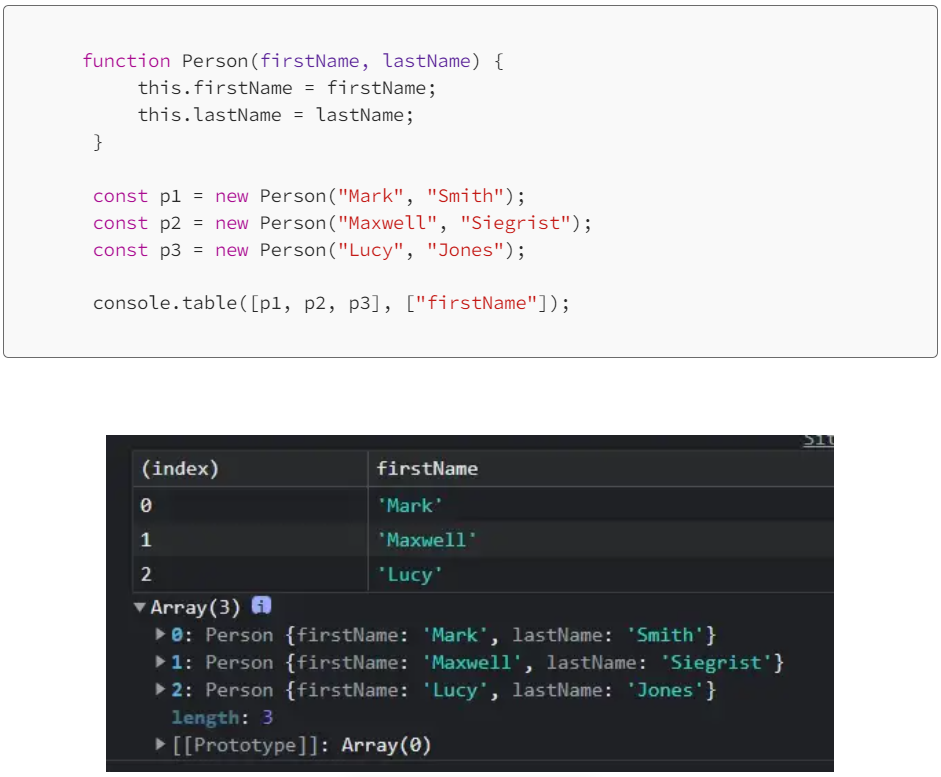 function Person(firstName, lastName) {
this.firstName = firstName;
this.lastName = lastName;
}
const p1 = new Person("Mark", "Smith");
const p2 = new Person("Maxwell", "Siegrist");
const p3 = new Person("Lucy", "Jones");
console.table([p1, p2, p3], ["firstName"]);
(index) firstName
0 'Mark'
1 'Maxwell'
2 'Lucy'
▼Array(3) i
▶0: Person {firstName: 'Mark', lastName: 'Smith'}
▶1: Person {firstName: 'Maxwell', lastName: 'Siegrist'}
▶2: Person {firstName: 'Lucy', lastName: 'Jones'}
length: 3
▶[[Prototype]]: Array(0)